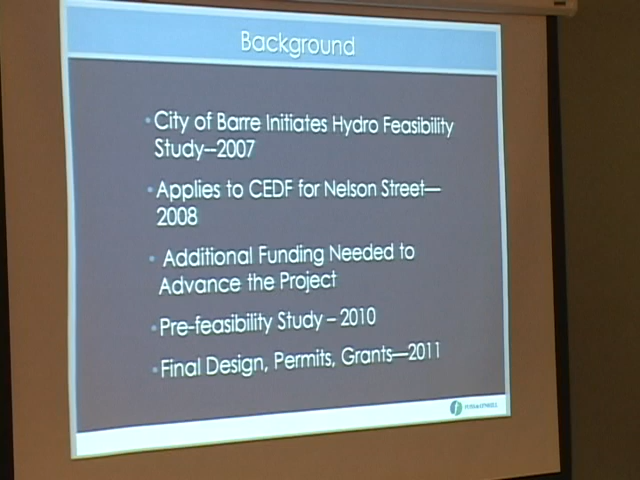 Background
• City of Barre Initiates Hydro Feasibility
Study—2007
• Applies to CEDF for Nelson Street—
2008
• Additional Funding Needed to
Advance the Project
• Pre-feasibility Study – 2010
• Final Design, Permits, Grants—2011